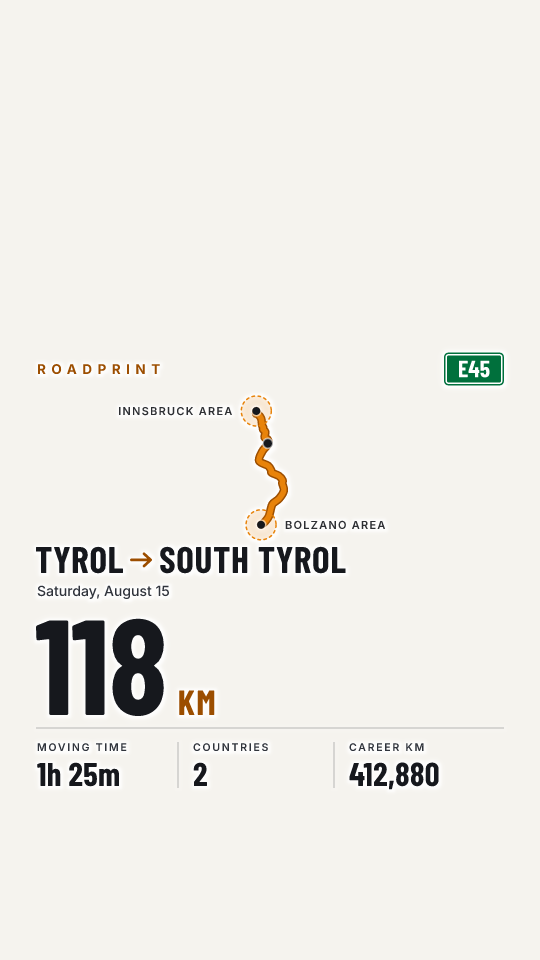 ROADPRINT
E45
INNSBRUCK AREA
BOLZANO AREA
TYROL → SOUTH TYROL
Saturday, August 15
118 KM
MOVING TIME
1h 25m
COUNTRIES
2
CAREER KM
412,880